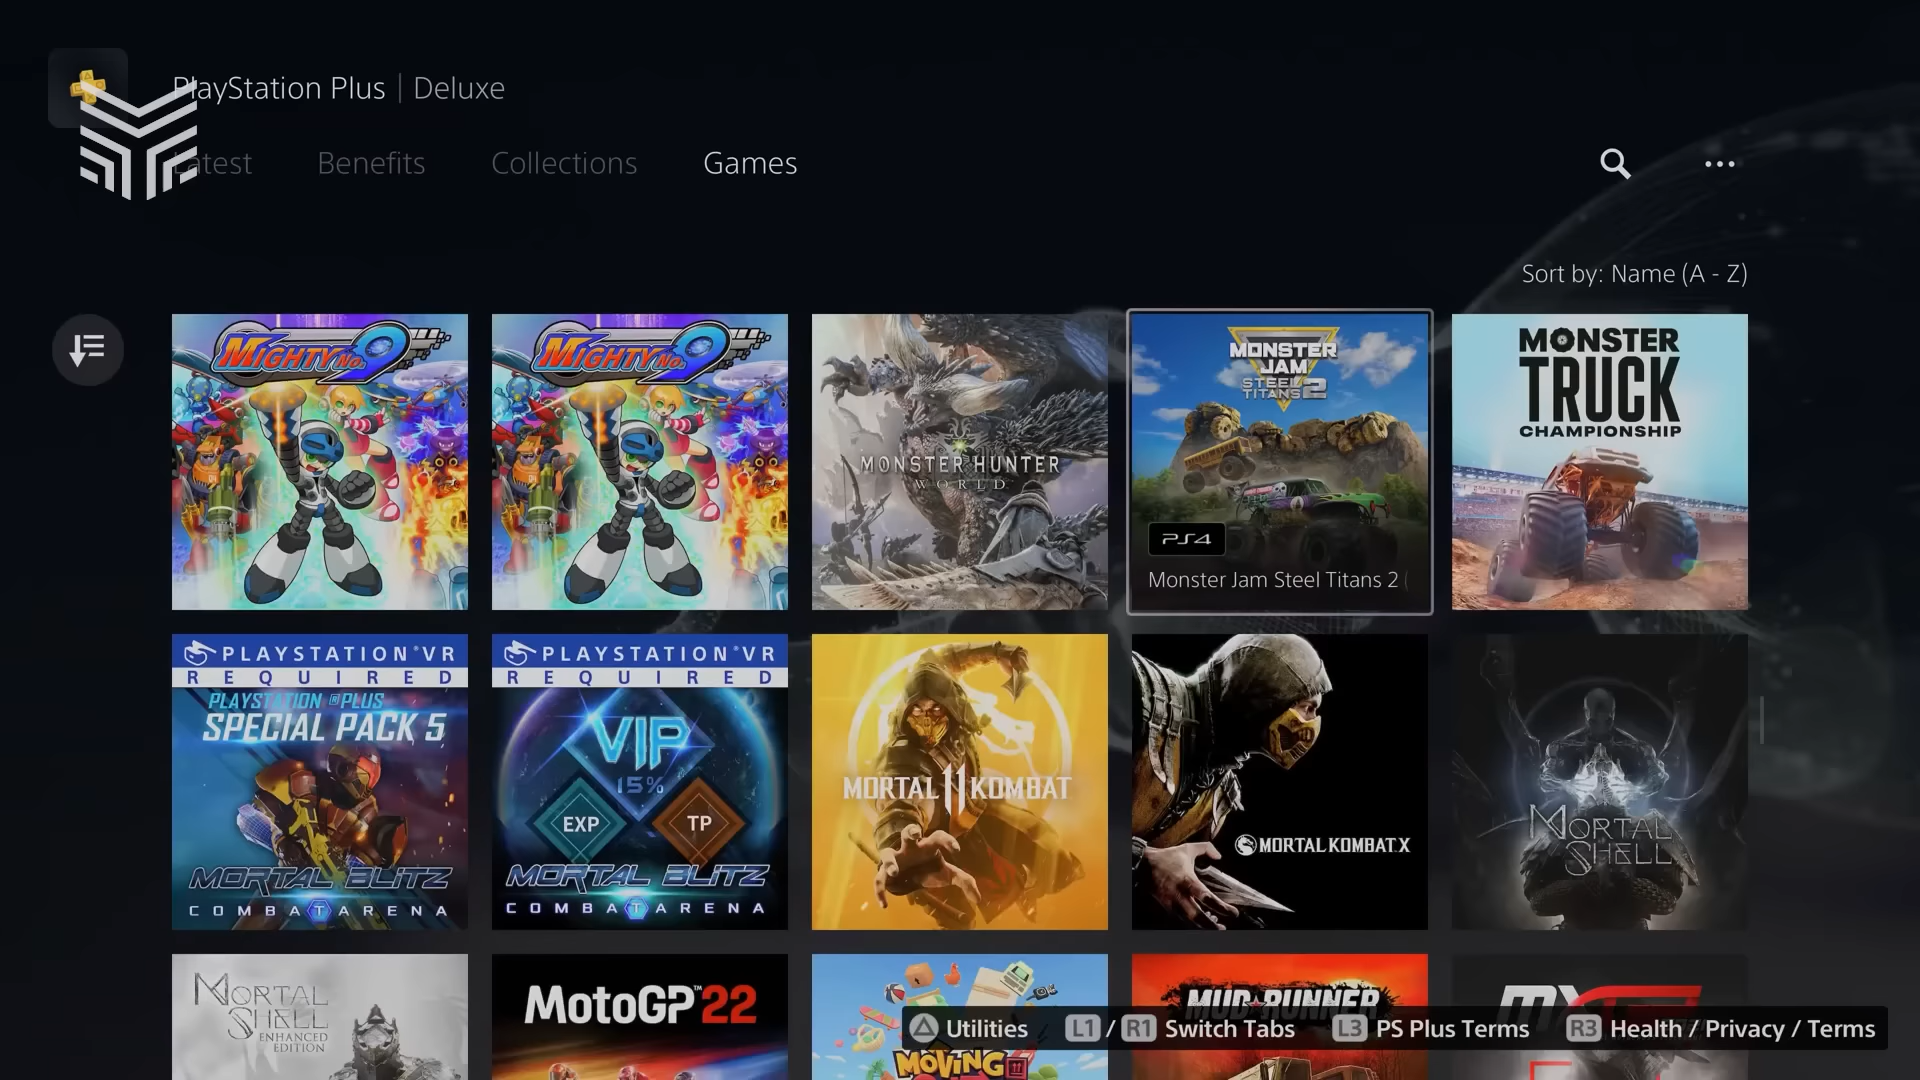 PlayStation Plus | Deluxe
Latest Benefits Collections Games
Sort by: Name (A - Z)
MIGHTY No. 9
MIGHTY No. 9
MONSTER HUNTER
WORLD
MONSTER
JAM
STEEL
TITANS 2
PS4
Monster Jam Steel Titans 2 (
MONSTER
TRUCK
CHAMPIONSHIP
PLAYSTATION®VR
REQUIRED
PLAYSTATION PLUS
SPECIAL PACK 5
MORTAL BLITZ
COMBAT ARENA
PLAYSTATION®VR
REQUIRED
VIP
15%
EXP
TP
MORTAL BLITZ
COMBAT ARENA
MORTAL 11 KOMBAT
MORTAL KOMBAT X
MORTAL
SHELL
MORTAL
SHELL
ENHANCED
EDITION
MotoGP™22
MOVING
MUDRUNNER
Utilities L1 / R1 Switch Tabs L3 PS Plus Terms R3 Health / Privacy / Terms